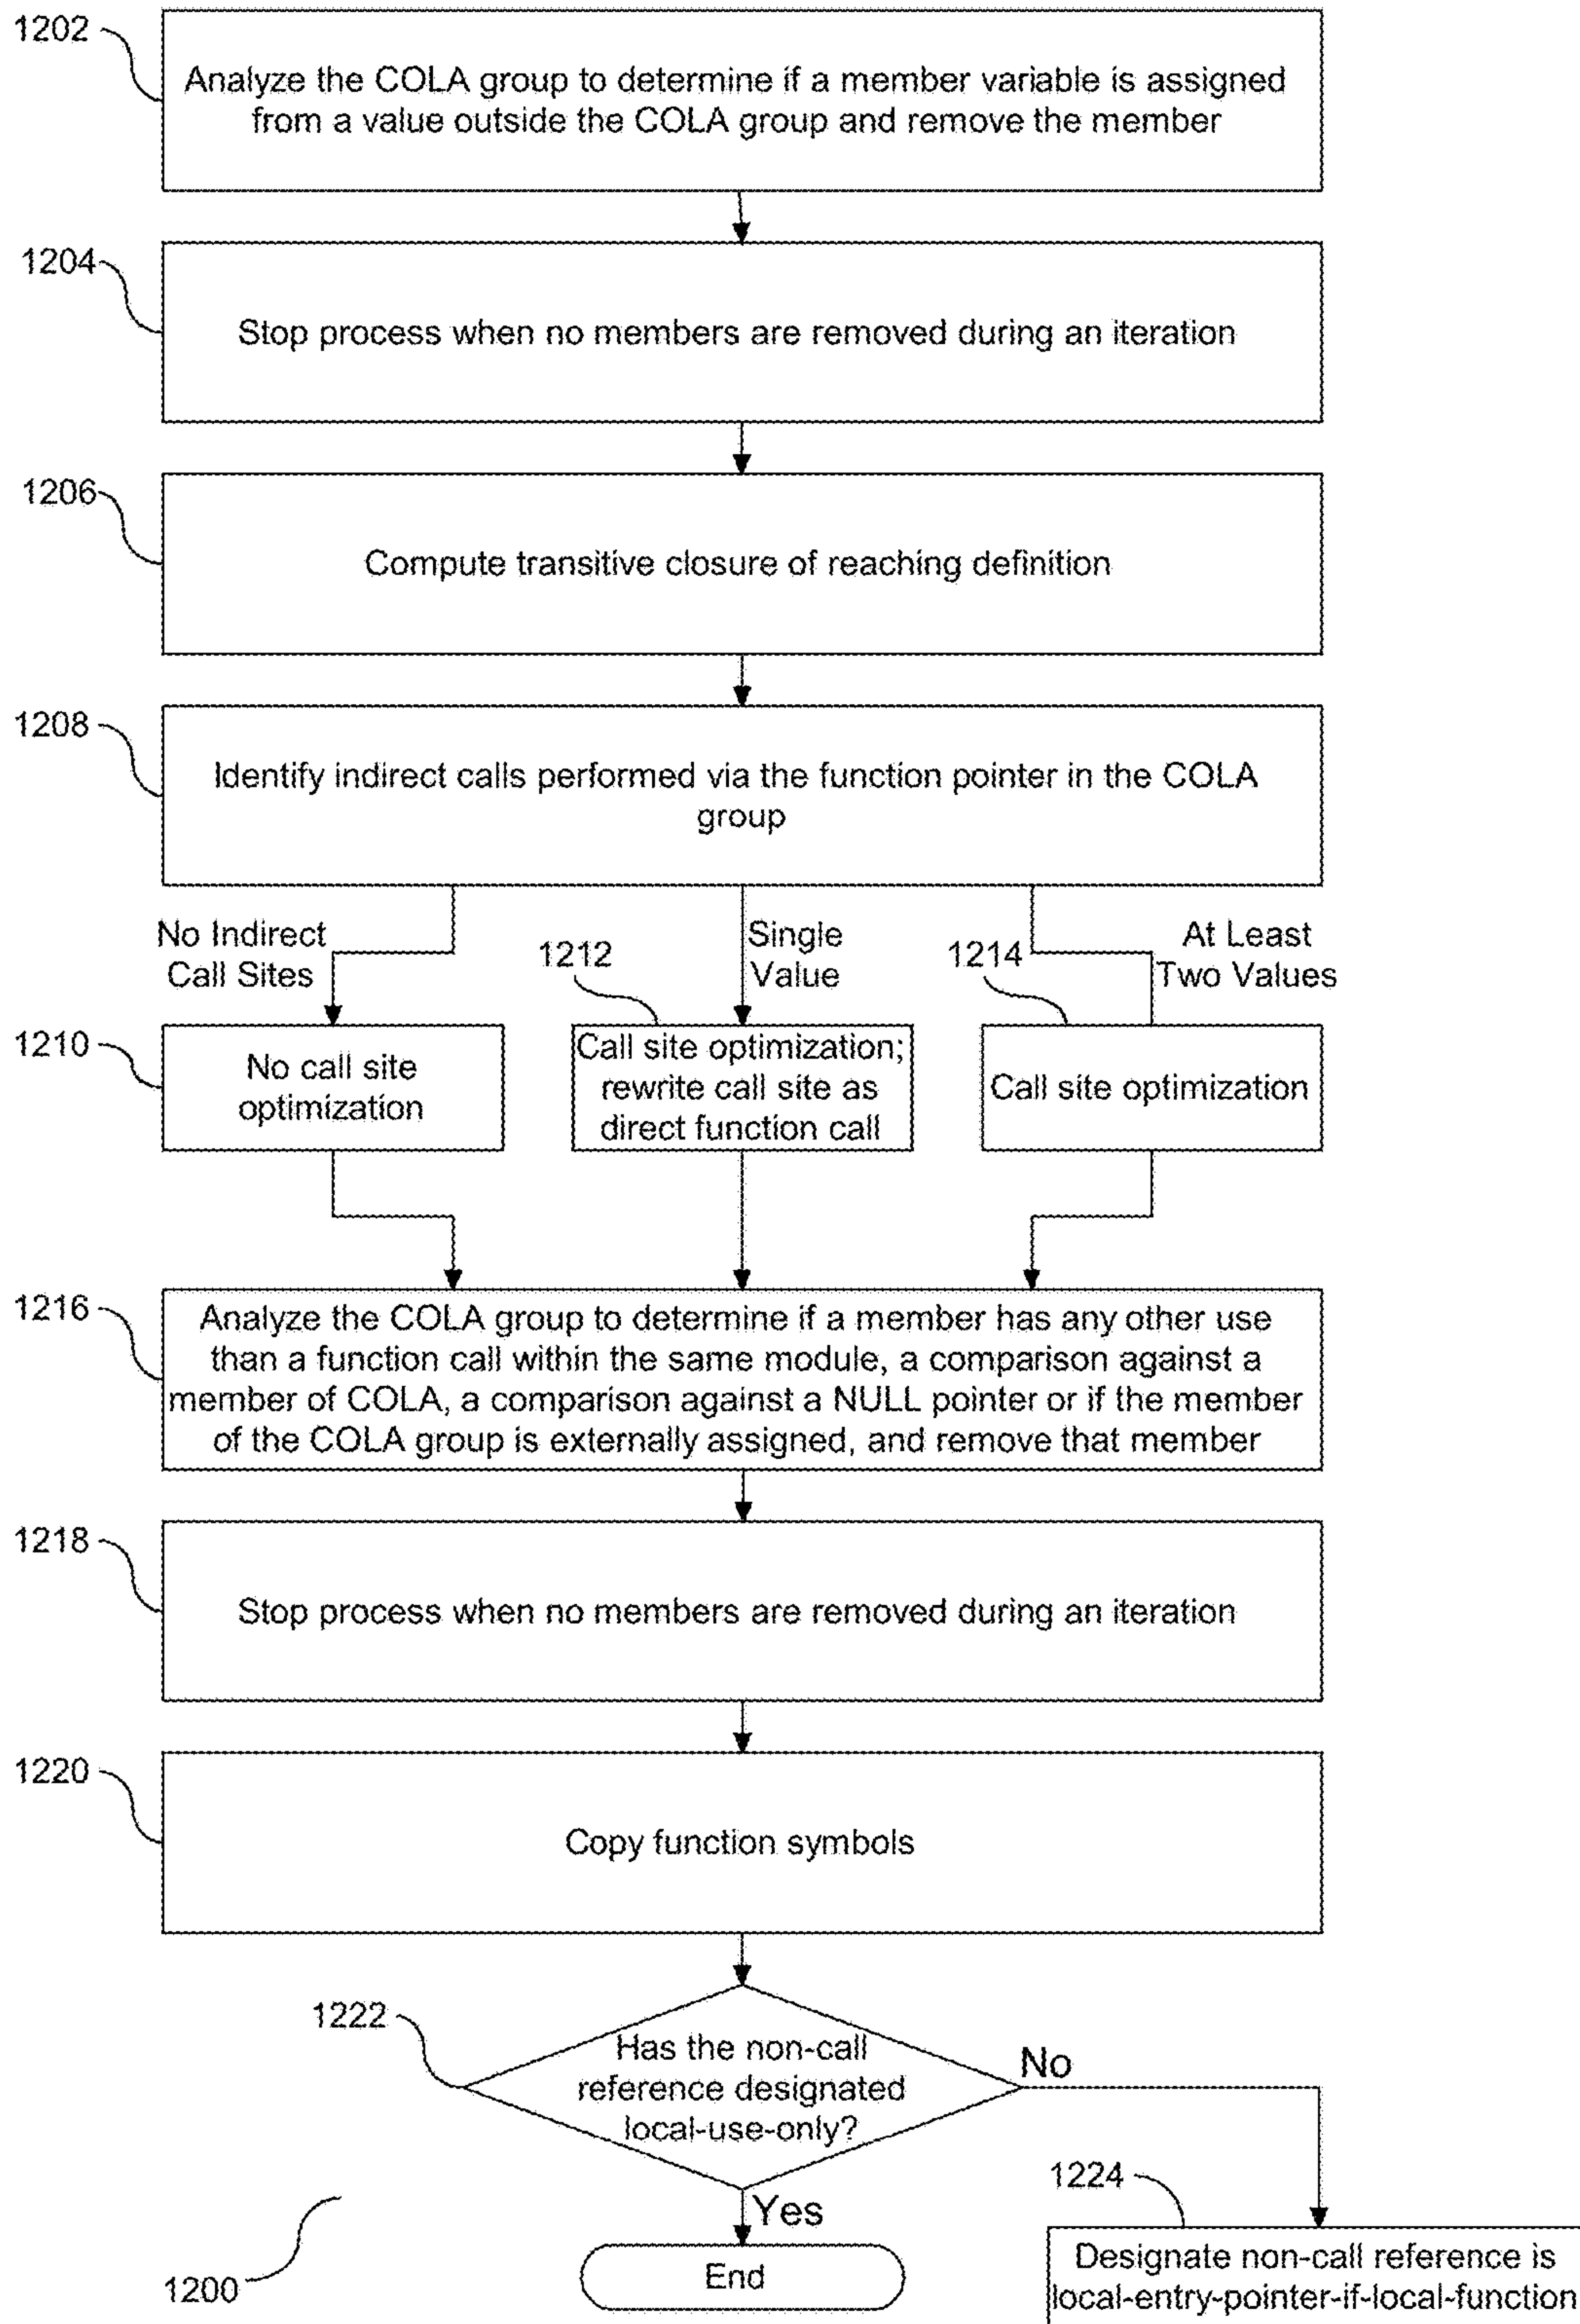 1202
Analyze the COLA group to determine if a member variable is assigned
from a value outside the COLA group and remove the member
1204
Stop process when no members are removed during an iteration
1206
Compute transitive closure of reaching definition
1208
Identify indirect calls performed via the function pointer in the COLA
group
No Indirect
Call Sites
Single
Value
At Least
Two Values
1210
No call site
optimization
1212
Call site optimization;
rewrite call site as
direct function call
1214
Call site optimization
1216
Analyze the COLA group to determine if a member has any other use
than a function call within the same module, a comparison against a
member of COLA, a comparison against a NULL pointer or if the member
of the COLA group is externally assigned, and remove that member
1218
Stop process when no members are removed during an iteration
1220
Copy function symbols
1222
Has the non-call
reference designated
local-use-only?
No
Yes
End
1224
Designate non-call reference is
local-entry-pointer-if-local-function
1200